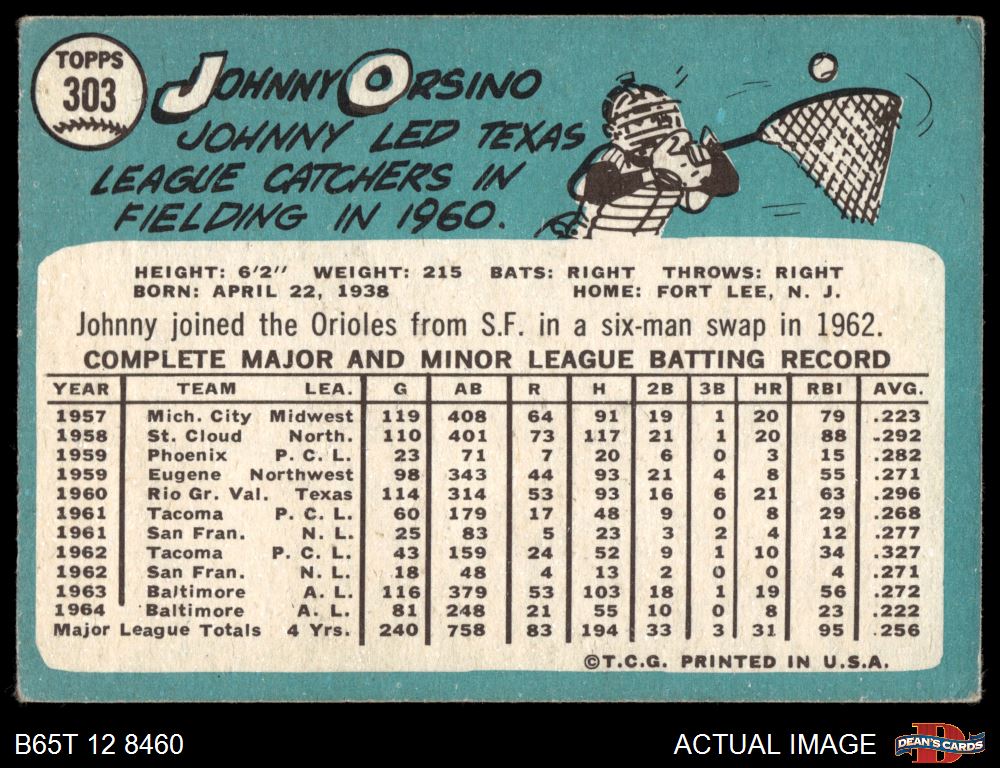 TOPPS
303
JOHNNY ORSINO
JOHNNY LED TEXAS
LEAGUE CATCHERS IN
FIELDING IN 1960.
HEIGHT: 6'2" WEIGHT: 215 BATS: RIGHT THROWS: RIGHT
BORN: APRIL 22, 1938 HOME: FORT LEE, N. J.
Johnny joined the Orioles from S.F. in a six-man swap in 1962.
COMPLETE MAJOR AND MINOR LEAGUE BATTING RECORD
YEAR TEAM LEA. G AB R H 2B 3B HR RBI AVG.
1957 Mich. City Midwest 119 408 64 91 19 1 20 79 .223
1958 St. Cloud North. 110 401 73 117 21 1 20 88 .292
1959 Phoenix P. C. L. 23 71 7 20 6 0 3 15 .282
1959 Eugene Northwest 98 343 44 93 21 4 8 55 .271
1960 Rio Gr. Val. Texas 114 314 53 93 16 6 21 63 .296
1961 Tacoma P. C. L. 60 179 17 48 9 0 8 29 .268
1961 San Fran. N. L. 25 83 5 23 3 2 4 12 .277
1962 Tacoma P. C. L. 43 159 24 52 9 1 10 34 .327
1962 San Fran. N. L. 18 48 4 13 2 0 0 4 .271
1963 Baltimore A. L. 116 379 53 103 18 1 19 56 .272
1964 Baltimore A. L. 81 248 21 55 10 0 8 23 .222
Major League Totals 4 Yrs. 240 758 83 194 33 3 31 95 .256
©T.C.G. PRINTED IN U.S.A.
B65T 12 8460 ACTUAL IMAGE
D
DEAN'S CARDS